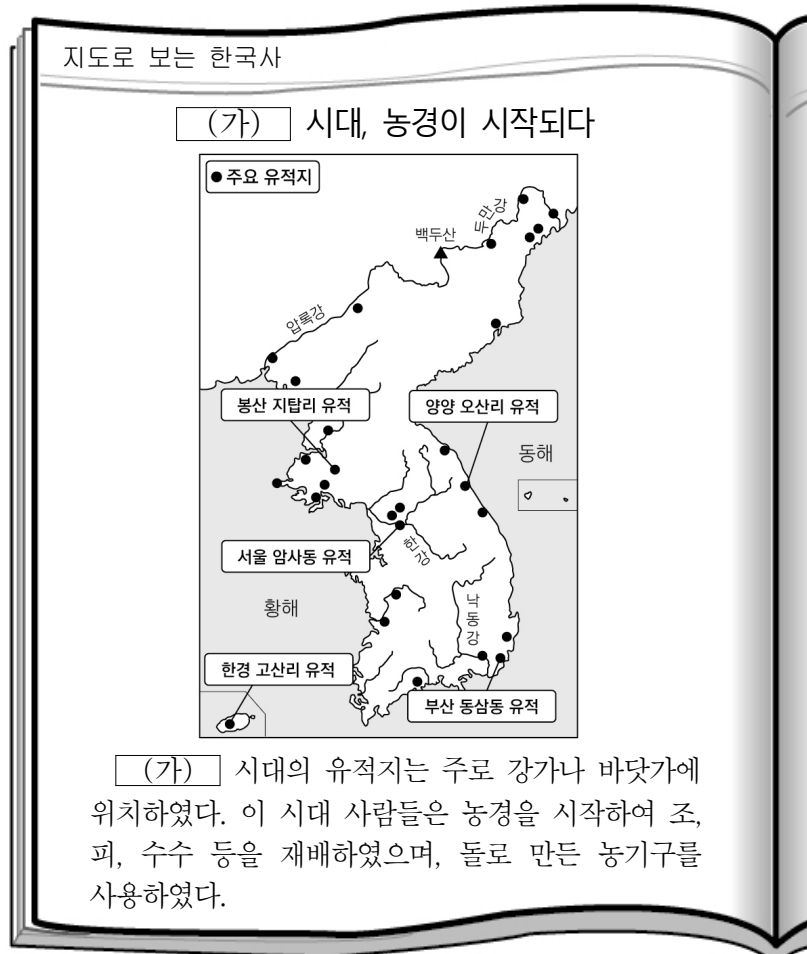 지도로 보는 한국사
(가) 시대, 농경이 시작되다
● 주요 유적지
두만강
백두산
압록강
봉산 지탑리 유적
양양 오산리 유적
동해
서울 암사동 유적
한강
황해
낙동강
한경 고산리 유적
부산 동삼동 유적
(가) 시대의 유적지는 주로 강가나 바닷가에
위치하였다. 이 시대 사람들은 농경을 시작하여 조,
피, 수수 등을 재배하였으며, 돌로 만든 농기구를
사용하였다.